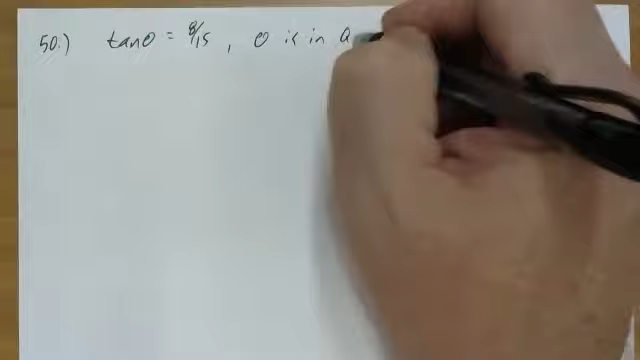 50.) tanθ = 8/15 , θ is in Q